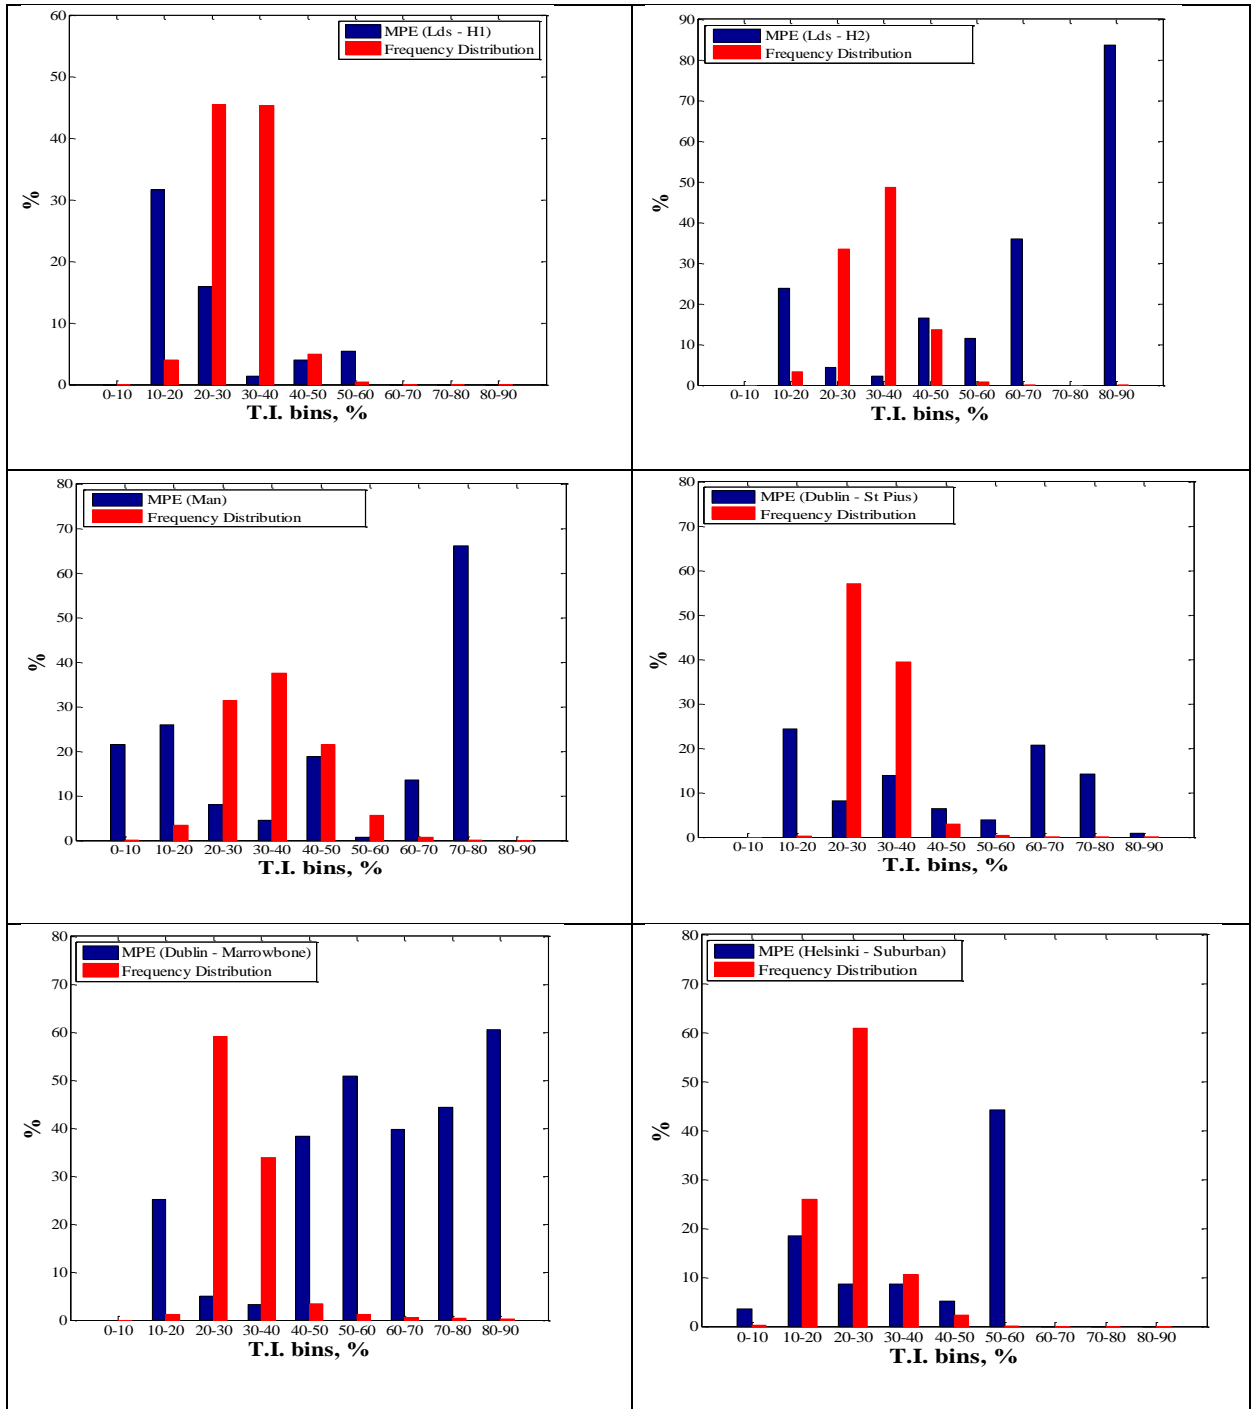 MPE (Lds - H1)
Frequency Distribution
60
50
40
30
20
10
0
%
0-10 10-20 20-30 30-40 40-50 50-60 60-70 70-80 80-90
T.I. bins, %
MPE (Lds - H2)
Frequency Distribution
90
80
70
60
50
40
30
20
10
0
%
0-10 10-20 20-30 30-40 40-50 50-60 60-70 70-80 80-90
T.I. bins, %
MPE (Man)
Frequency Distribution
80
70
60
50
40
30
20
10
0
%
0-10 10-20 20-30 30-40 40-50 50-60 60-70 70-80 80-90
T.I. bins, %
MPE (Dublin - St Pius)
Frequency Distribution
80
70
60
50
40
30
20
10
0
%
0-10 10-20 20-30 30-40 40-50 50-60 60-70 70-80 80-90
T.I. bins, %
MPE (Dublin - Marrowbone)
Frequency Distribution
80
70
60
50
40
30
20
10
0
%
0-10 10-20 20-30 30-40 40-50 50-60 60-70 70-80 80-90
T.I. bins, %
MPE (Helsinki - Suburban)
Frequency Distribution
80
70
60
50
40
30
20
10
0
%
0-10 10-20 20-30 30-40 40-50 50-60 60-70 70-80 80-90
T.I. bins, %